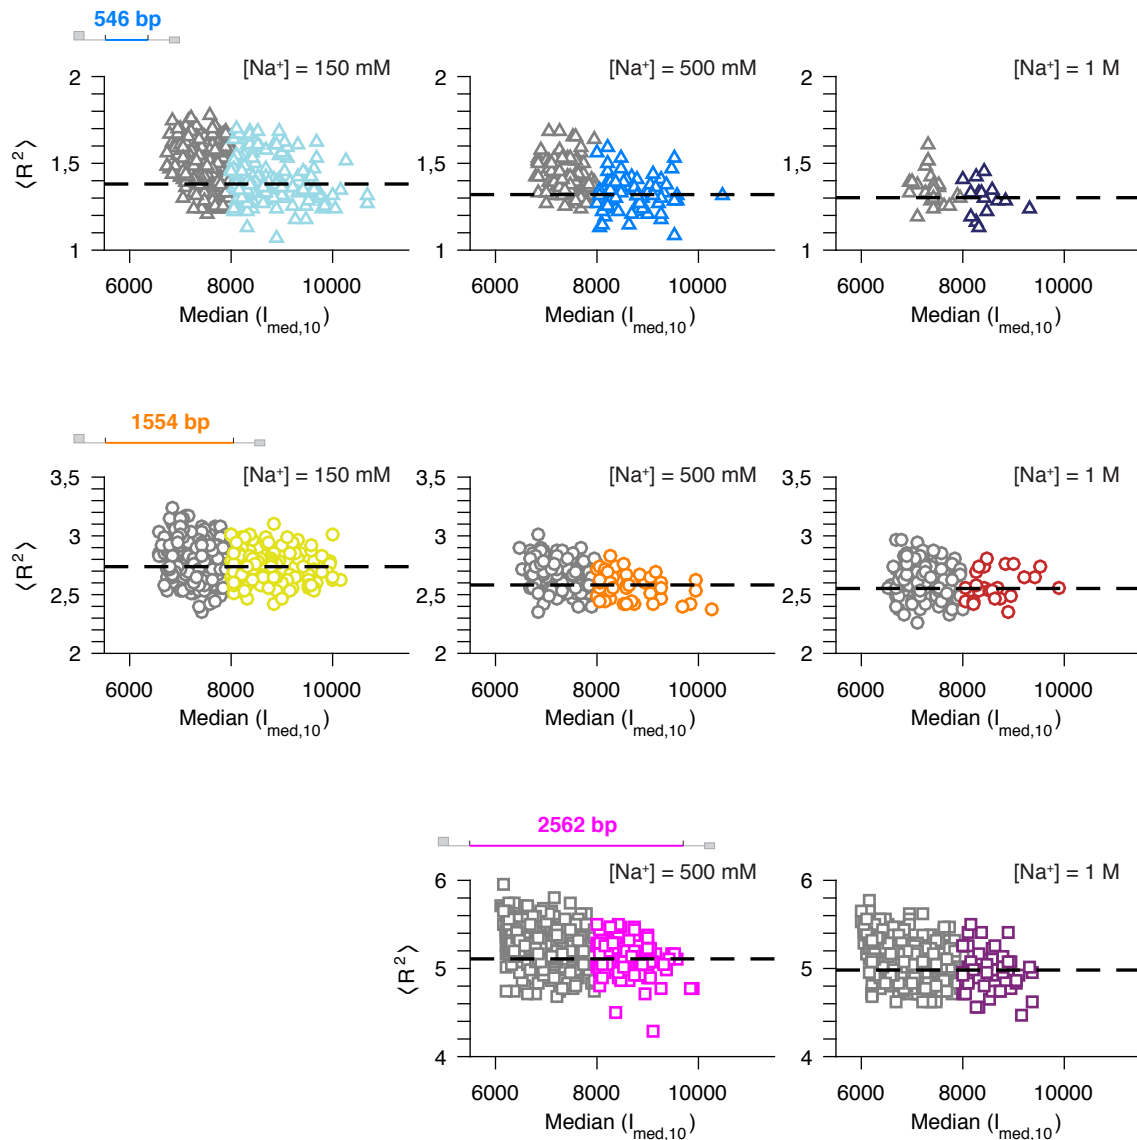 546 bp
[Na⁺] = 150 mM
[Na⁺] = 500 mM
[Na⁺] = 1 M
2
1,5
1
⟨R²⟩
6000 8000 10000
Median (I_med,10)
2
1,5
1
6000 8000 10000
Median (I_med,10)
2
1,5
1
6000 8000 10000
Median (I_med,10)
1554 bp
[Na⁺] = 150 mM
[Na⁺] = 500 mM
[Na⁺] = 1 M
3,5
3
2,5
2
⟨R²⟩
6000 8000 10000
Median (I_med,10)
3,5
3
2,5
2
6000 8000 10000
Median (I_med,10)
3,5
3
2,5
2
6000 8000 10000
Median (I_med,10)
2562 bp
[Na⁺] = 500 mM
[Na⁺] = 1 M
6
5
4
⟨R²⟩
6000 8000 10000
Median (I_med,10)
6
5
4
6000 8000 10000
Median (I_med,10)